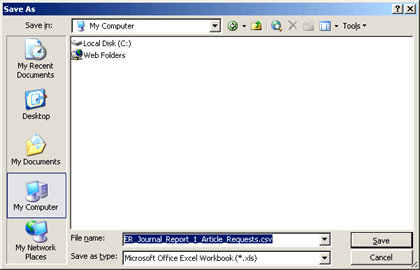 Save As
Save in:
My Computer
Tools
Local Disk (C:)
Web Folders
My Recent
Documents
Desktop
My Documents
My Computer
My Network
Places
File name:
ER_Journal_Report_1_Article_Requests.csv
Save
Save as type:
Microsoft Office Excel Workbook (*.xls)
Cancel